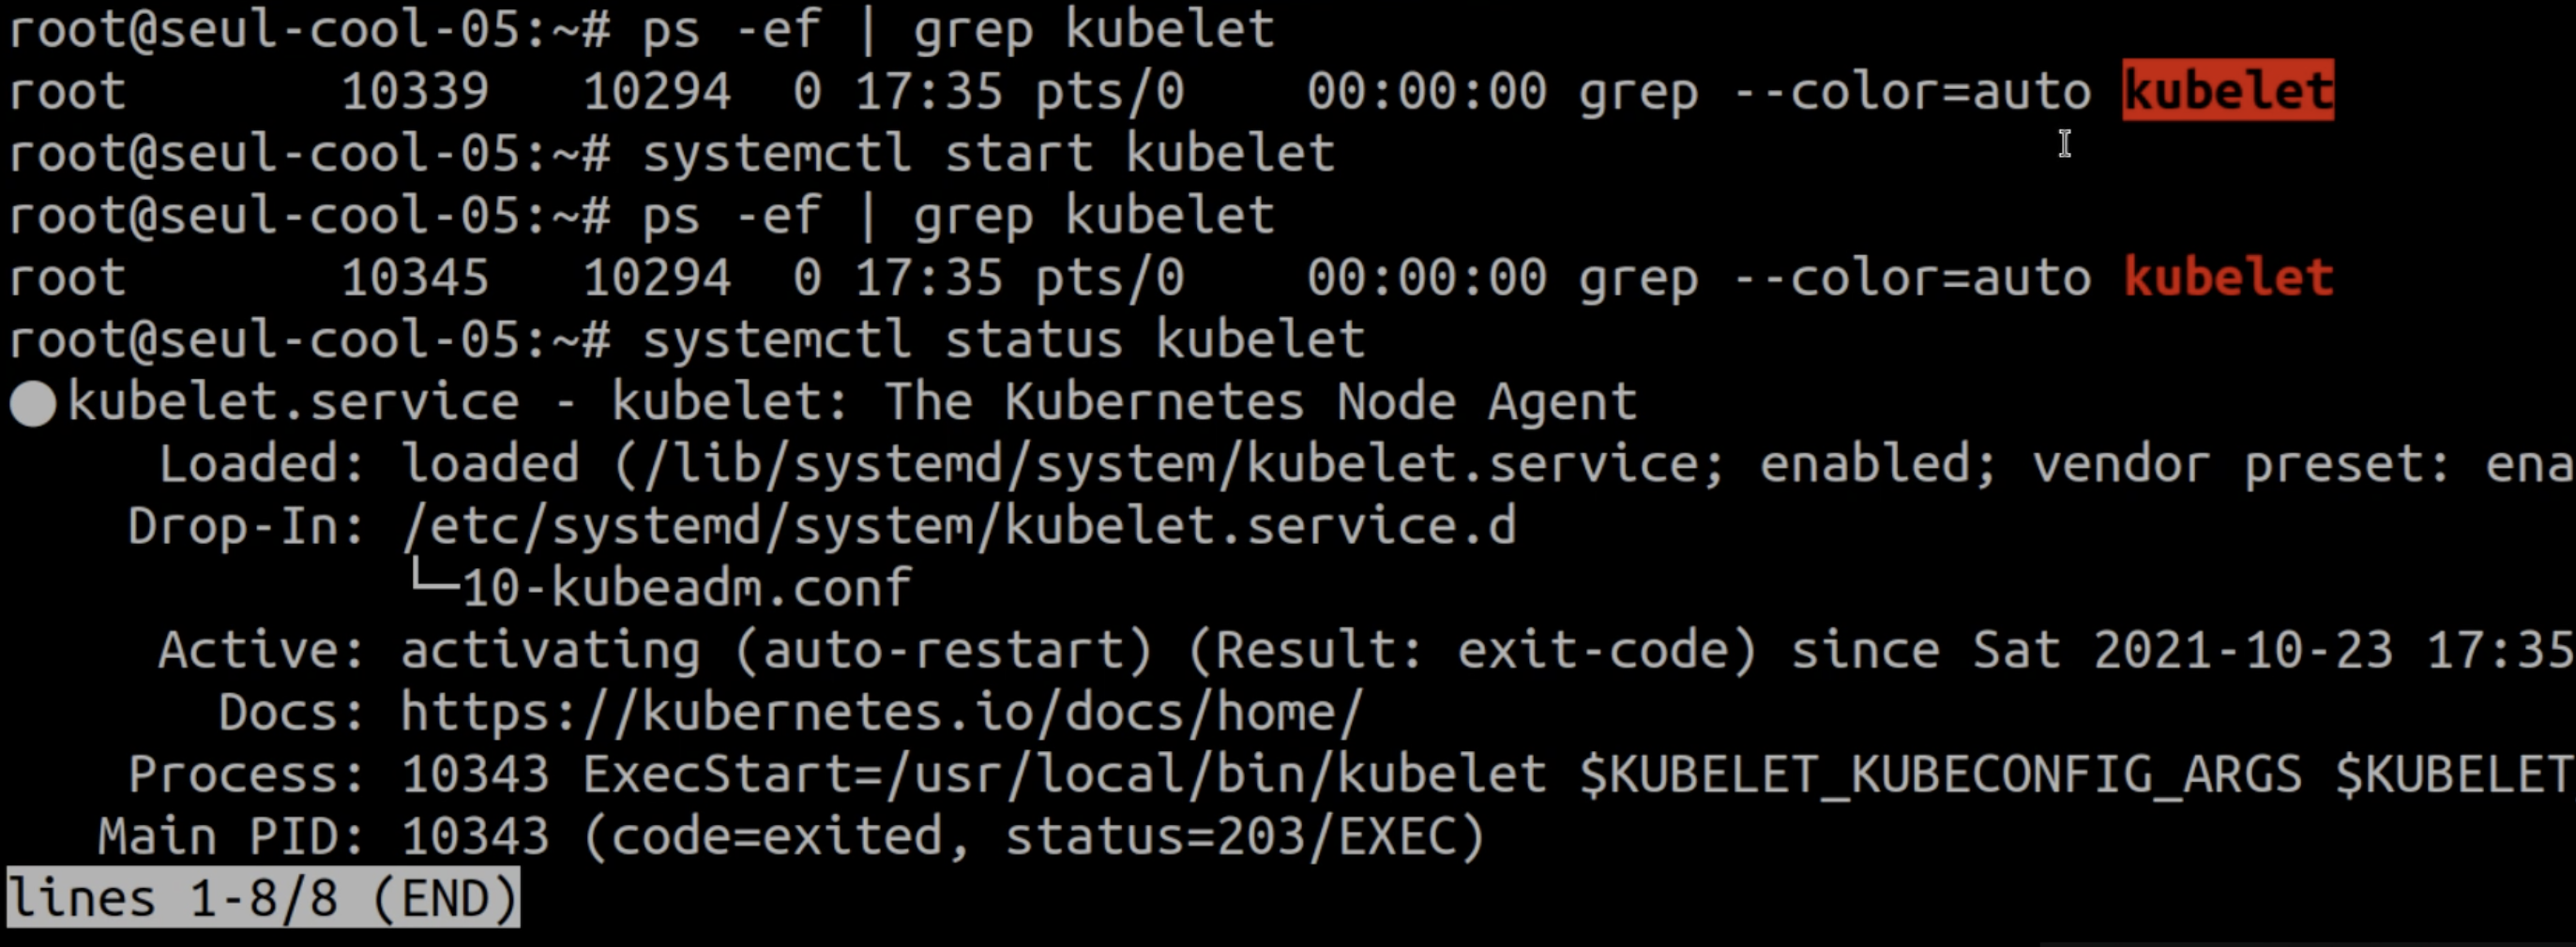 root@seul-cool-05:~# ps -ef | grep kubelet
root       10339   10294  0 17:35 pts/0    00:00:00 grep --color=auto kubelet
root@seul-cool-05:~# systemctl start kubelet
root@seul-cool-05:~# ps -ef | grep kubelet
root       10345   10294  0 17:35 pts/0    00:00:00 grep --color=auto kubelet
root@seul-cool-05:~# systemctl status kubelet
●kubelet.service - kubelet: The Kubernetes Node Agent
     Loaded: loaded (/lib/systemd/system/kubelet.service; enabled; vendor preset: ena
    Drop-In: /etc/systemd/system/kubelet.service.d
             └─10-kubeadm.conf
     Active: activating (auto-restart) (Result: exit-code) since Sat 2021-10-23 17:35
       Docs: https://kubernetes.io/docs/home/
    Process: 10343 ExecStart=/usr/local/bin/kubelet $KUBELET_KUBECONFIG_ARGS $KUBELET
   Main PID: 10343 (code=exited, status=203/EXEC)
lines 1-8/8 (END)